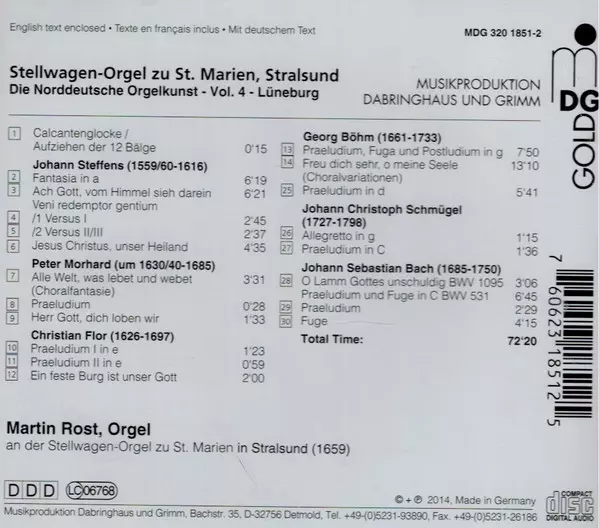 English text enclosed • Texte en français inclus • Mit deutschem Text
MDG 320 1851-2
Stellwagen-Orgel zu St. Marien, Stralsund
Die Norddeutsche Orgelkunst - Vol. 4 - Lüneburg
MUSIKPRODUKTION
DABRINGHAUS UND GRIMM
DG
GOLD
1 Calcantenglocke /
Aufziehen der 12 Bälge 0'15
Johann Steffens (1559/60-1616)
2 Fantasia in a 6'19
3 Ach Gott, vom Himmel sieh darein 6'21
Veni redemptor gentium
4 /1 Versus I 2'45
5 /2 Versus II/III 2'37
6 Jesus Christus, unser Heiland 4'35
Peter Morhard (um 1630/40-1685)
7 Alle Welt, was lebet und webet 3'31
(Choralfantasie)
8 Praeludium 0'28
9 Herr Gott, dich loben wir 1'33
Christian Flor (1626-1697)
10 Praeludium I in e 1'23
11 Praeludium II in e 0'59
12 Ein feste Burg ist unser Gott 2'00
Georg Böhm (1661-1733)
13 Praeludium, Fuga und Postludium in g 7'50
14 Freu dich sehr, o meine Seele 13'10
(Choralvariationen)
25 Praeludium in d 5'41
Johann Christoph Schmügel
(1727-1798)
26 Allegretto in g 1'15
27 Praeludium in C 1'36
Johann Sebastian Bach (1685-1750)
28 O Lamm Gottes unschuldig BWV 1095 3'06
Praeludium und Fuge in C BWV 531 6'45
29 Praeludium 2'29
30 Fuge 4'15
Total Time: 72'20
7 60623 18512 5
Martin Rost, Orgel
an der Stellwagen-Orgel zu St. Marien in Stralsund (1659)
DDD
LC 06768
© + ℗ 2014, Made in Germany
COMPACT
disc
DIGITAL AUDIO
Musikproduktion Dabringhaus und Grimm, Bachstr. 35, D-32756 Detmold, Tel. +49-(0)5231-93890, Fax +49-(0)5231-26186